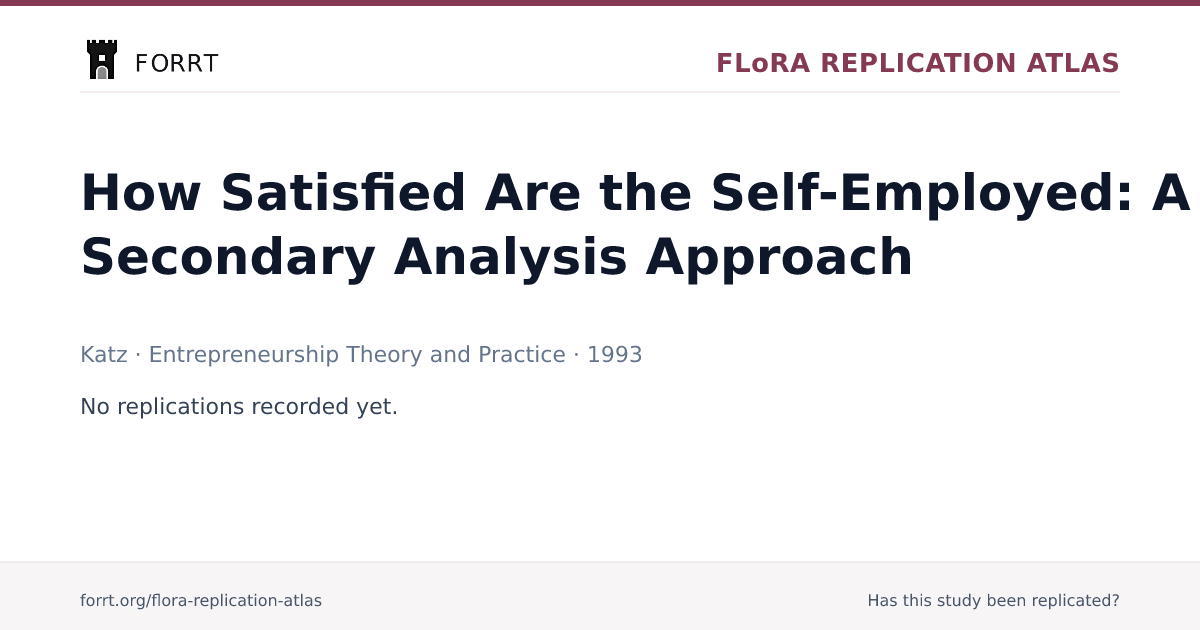 FORRT
FLoRA REPLICATION ATLAS
How Satisfied Are the Self-Employed: A
Secondary Analysis Approach
Katz · Entrepreneurship Theory and Practice · 1993
No replications recorded yet.
forrt.org/flora-replication-atlas
Has this study been replicated?